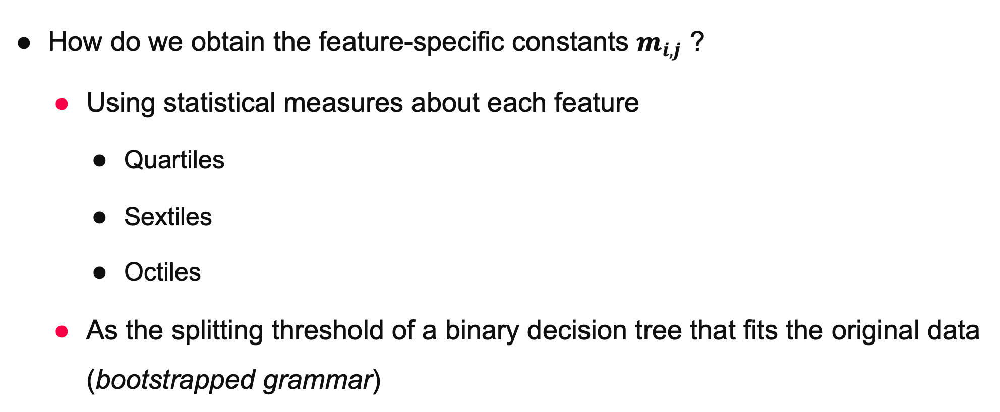 ● How do we obtain the feature-specific constants m_{i,j} ?
● Using statistical measures about each feature
● Quartiles
● Sextiles
● Octiles
● As the splitting threshold of a binary decision tree that fits the original data
(bootstrapped grammar)